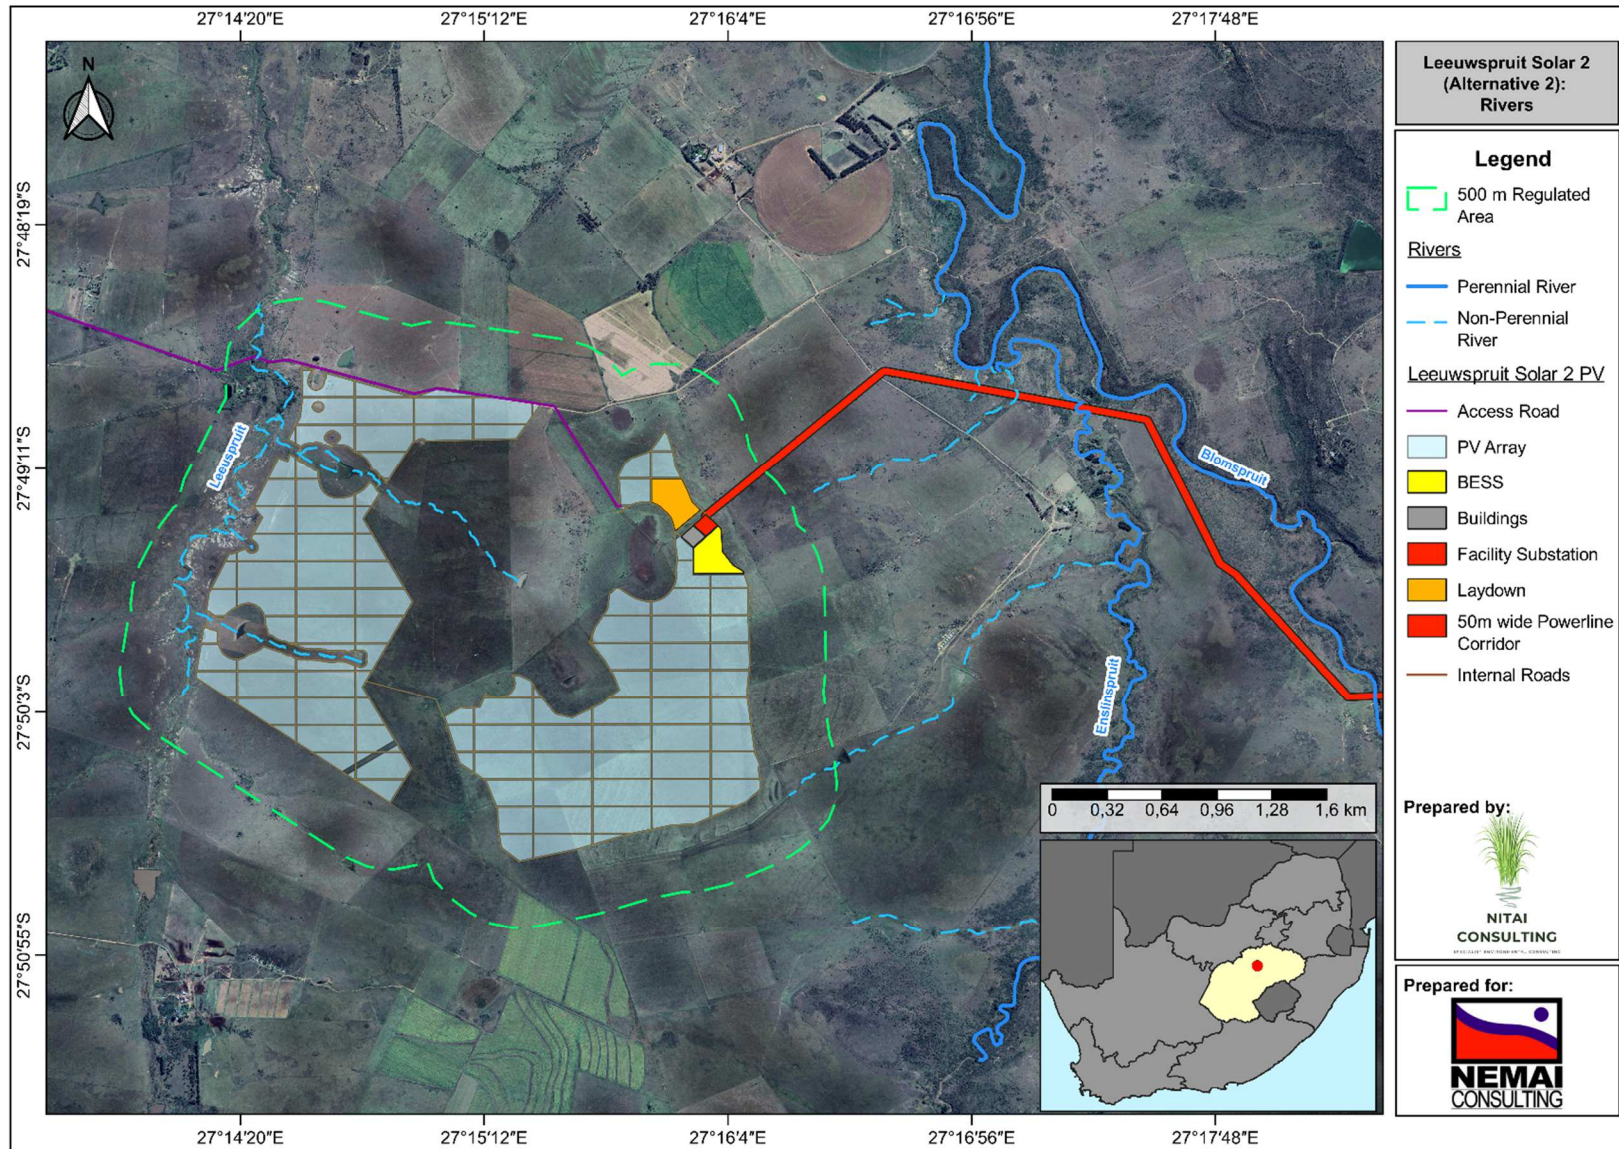 27°14'20"E
27°15'12"E
27°16'4"E
27°16'56"E
27°17'48"E
N
27°48'19"S
27°49'11"S
27°50'3"S
27°50'55"S
Leeuspruit
Blomspruit
Enslinspruit
0 0,32 0,64 0,96 1,28 1,6 km
27°14'20"E
27°15'12"E
27°16'4"E
27°16'56"E
27°17'48"E
Leeuwspruit Solar 2
(Alternative 2):
Rivers
Legend
500 m Regulated
Area
Rivers
Perennial River
Non-Perennial
River
Leeuwspruit Solar 2 PV
Access Road
PV Array
BESS
Buildings
Facility Substation
Laydown
50m wide Powerline
Corridor
Internal Roads
Prepared by:
NITAI
CONSULTING
SPECIALIST ENVIRONMENTAL CONSULTING
Prepared for:
NEMAI
CONSULTING